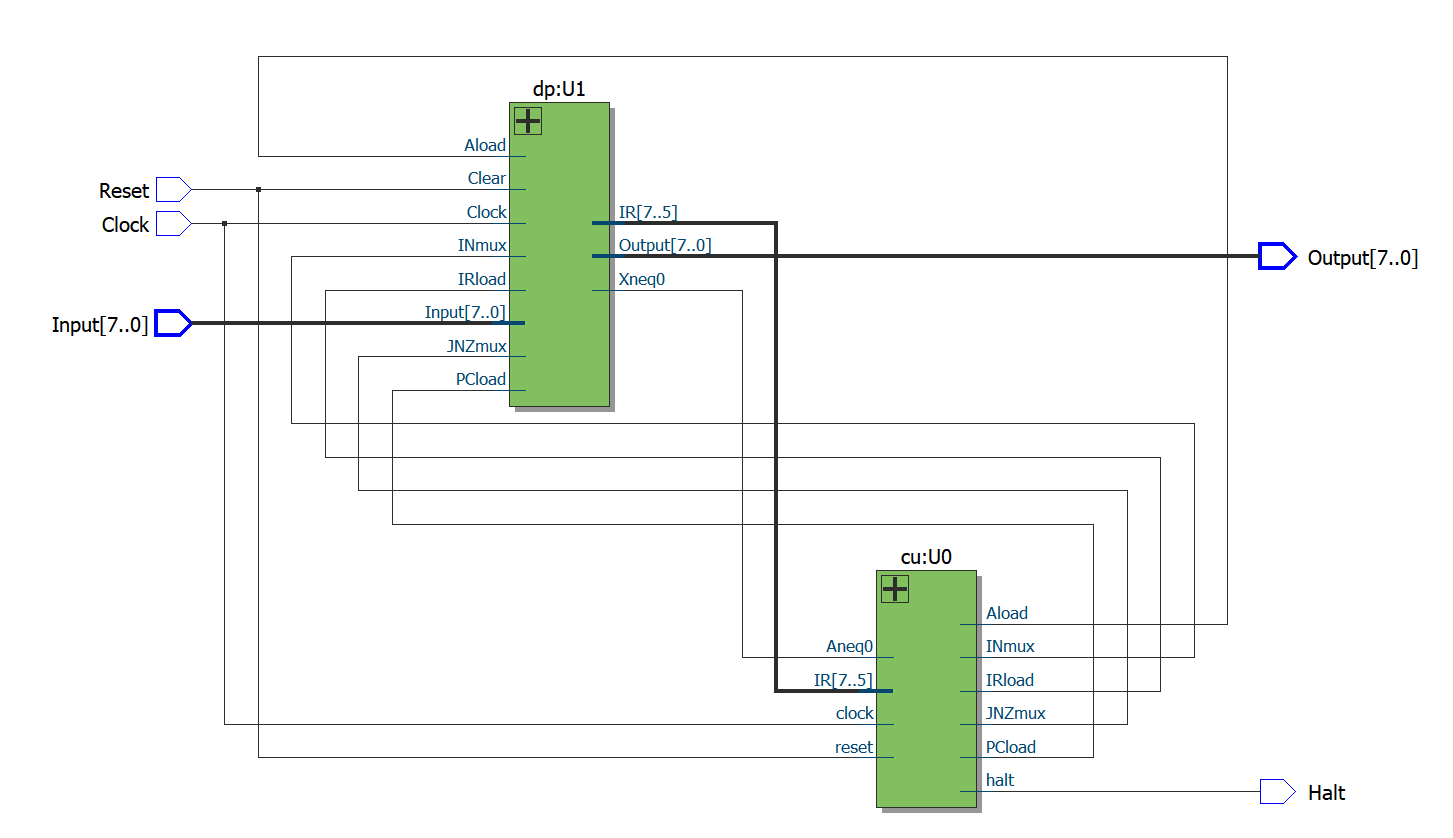 dp:U1
Aload
Clear
Reset
Clock
IR[7..5]
Clock
INmux
Output[7..0]
Output[7..0]
IRload
Xneq0
Input[7..0]
Input[7..0]
JNZmux
PCload
cu:U0
Aload
Aneq0
INmux
IR[7..5]
IRload
clock
JNZmux
reset
PCload
halt
Halt